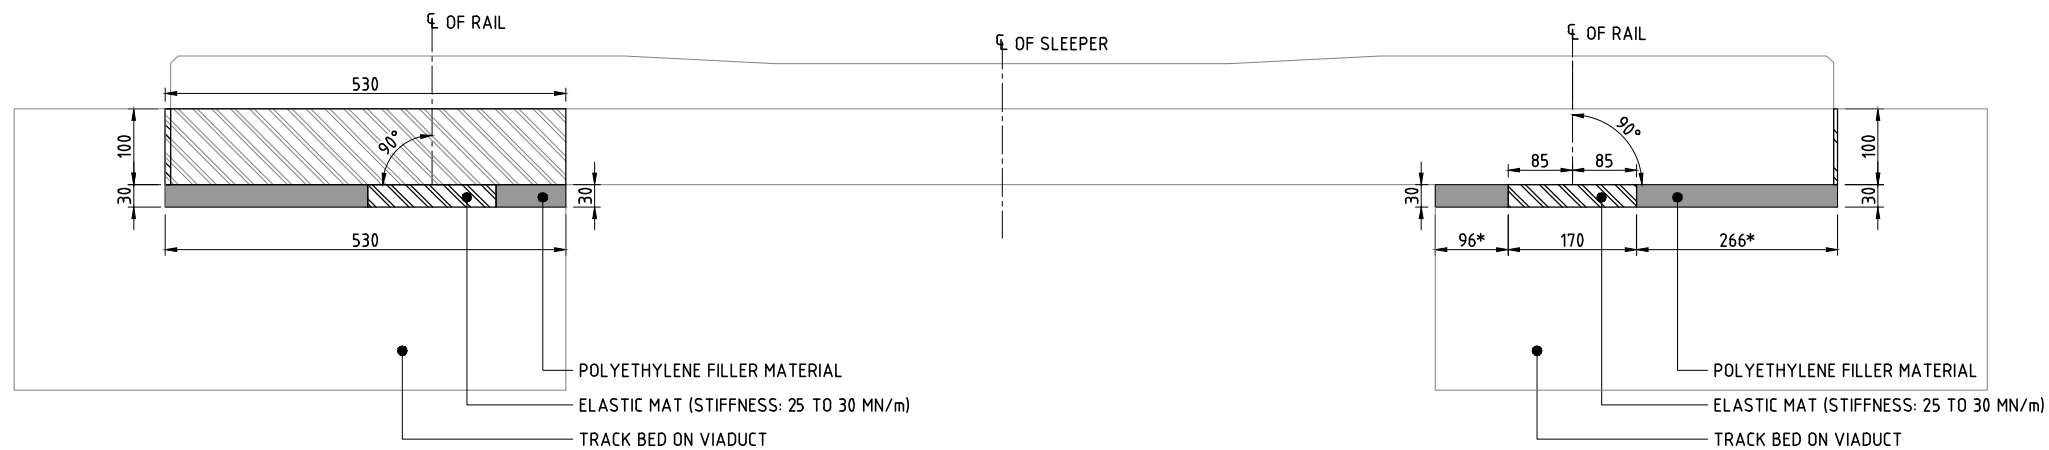 ℄ OF RAIL
℄ OF SLEEPER
℄ OF RAIL
530
90°
90°
100
100
85
85
30
30
30
30
530
96*
170
266*
POLYETHYLENE FILLER MATERIAL
ELASTIC MAT (STIFFNESS: 25 TO 30 MN/m)
TRACK BED ON VIADUCT
POLYETHYLENE FILLER MATERIAL
ELASTIC MAT (STIFFNESS: 25 TO 30 MN/m)
TRACK BED ON VIADUCT